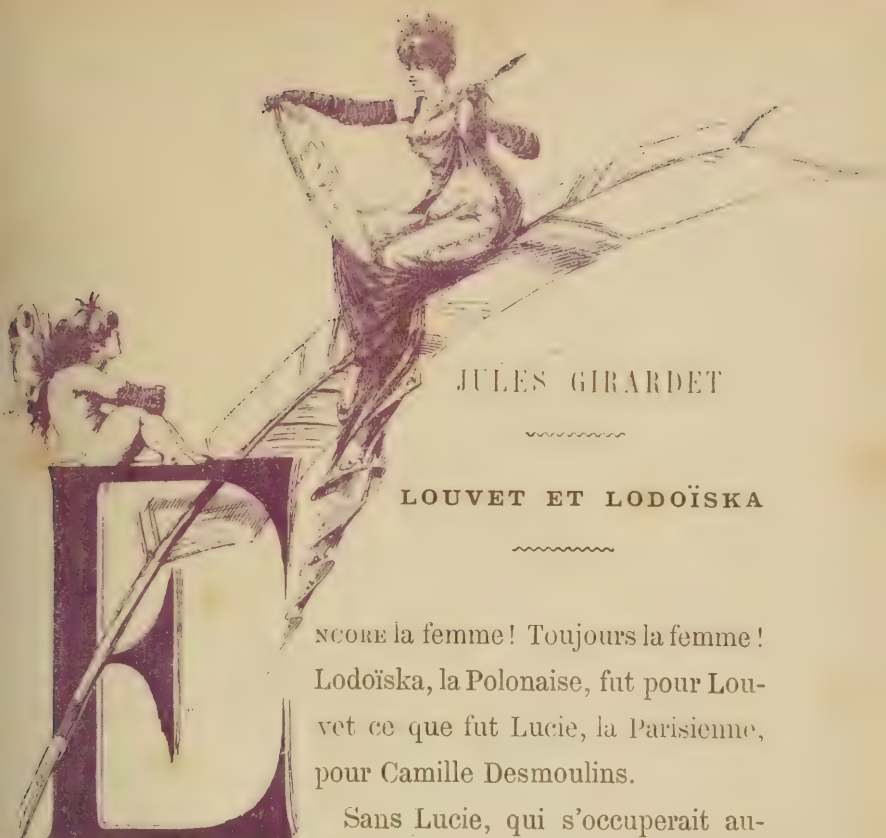 JULES GIRARDET
LOUVET ET LODOÏSKA
ENCORE la femme ! Toujours la femme !
Lodoïska, la Polonaise, fut pour Lou-
vet ce que fut Lucie, la Parisienne,
pour Camille Desmoulins.
Sans Lucie, qui s'occuperait au-